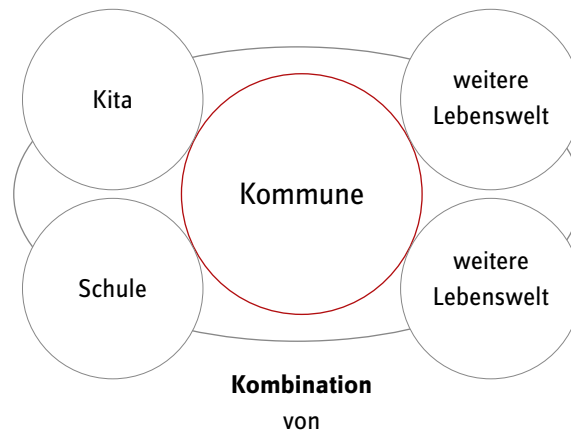 Kita
weitere
Lebenswelt
Kommune
Schule
weitere
Lebenswelt
Kombination
von